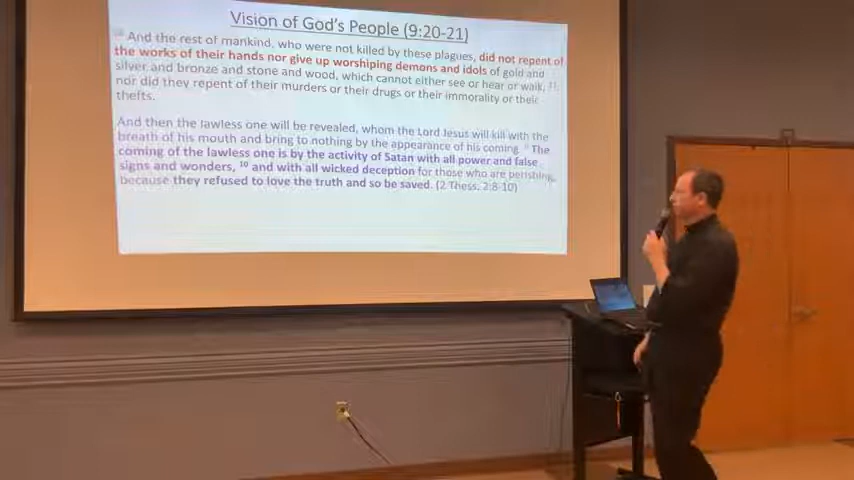 Vision of God's People (9:20-21)
20 And the rest of mankind, who were not killed by these plagues, did not repent of
the works of their hands nor give up worshiping demons and idols of gold and
silver and bronze and stone and wood, which cannot either see or hear or walk, 21
nor did they repent of their murders or their drugs or their immorality or their
thefts.
And then the lawless one will be revealed, whom the Lord Jesus will kill with the
breath of his mouth and bring to nothing by the appearance of his coming. The
coming of the lawless one is by the activity of Satan with all power and false
signs and wonders, 10 and with all wicked deception for those who are perishing,
because they refused to love the truth and so be saved. (2 Thess. 2:8-10)